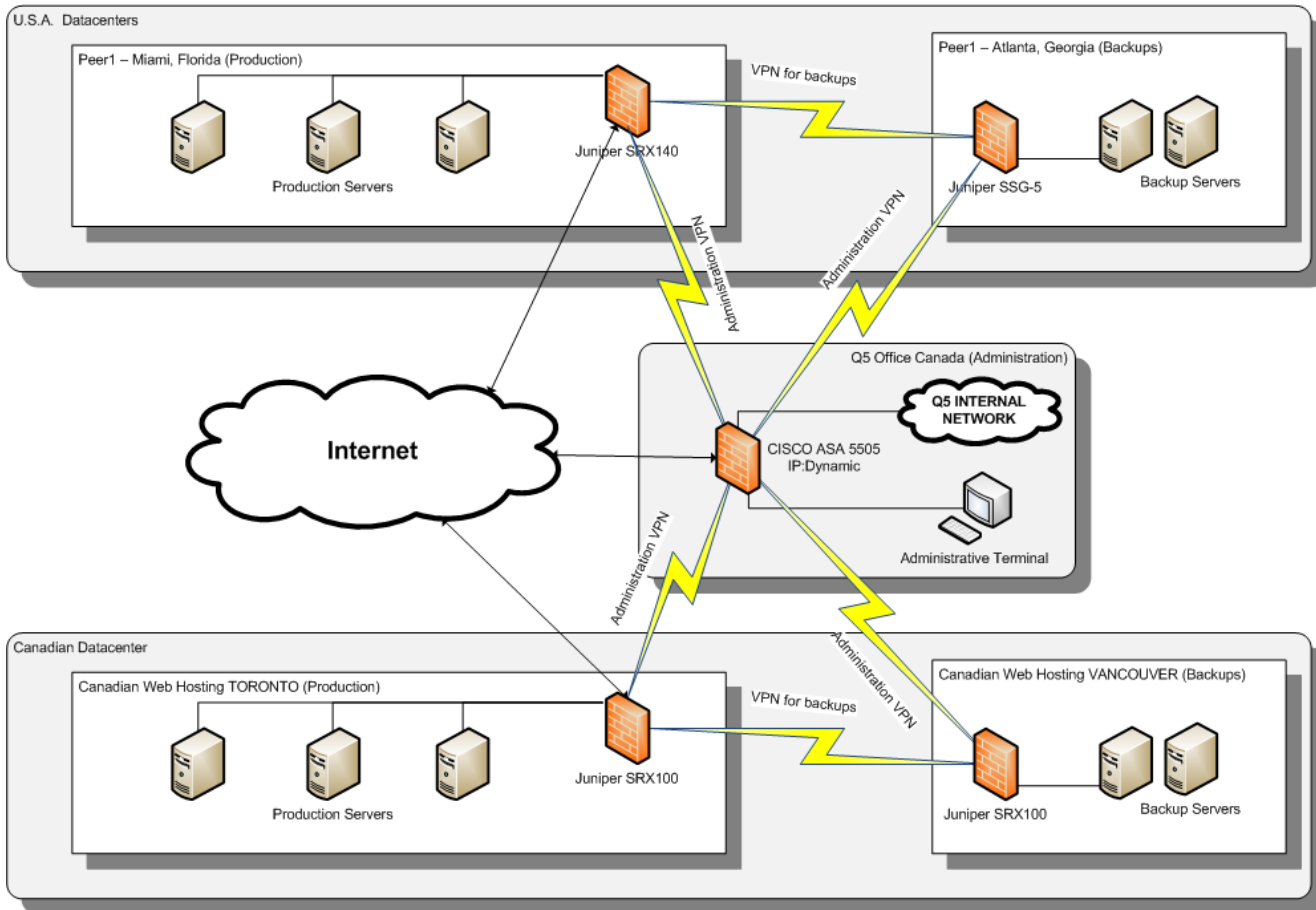 U.S.A.  Datacenters
Peer1 – Miami, Florida (Production)
Production Servers
Juniper SRX140
VPN for backups
Peer1 – Atlanta, Georgia (Backups)
Juniper SSG-5
Backup Servers
Administration VPN
Administration VPN
Internet
Q5 Office Canada (Administration)
Q5 INTERNAL
NETWORK
CISCO ASA 5505
IP:Dynamic
Administrative Terminal
Administration VPN
Administration VPN
Canadian Datacenter
Canadian Web Hosting TORONTO (Production)
Production Servers
Juniper SRX100
VPN for backups
Canadian Web Hosting VANCOUVER (Backups)
Juniper SRX100
Backup Servers